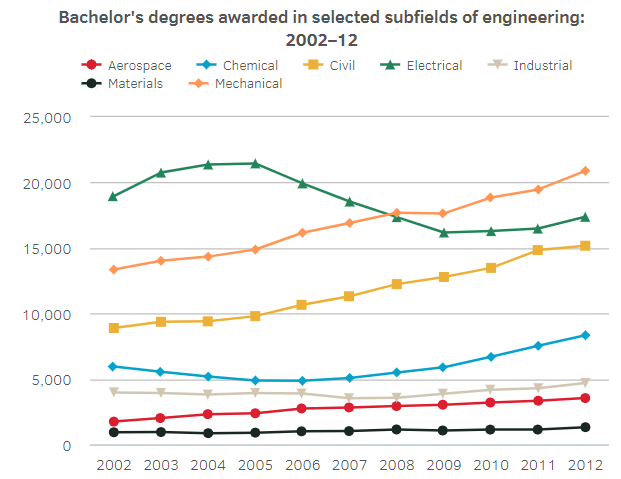 Bachelor's degrees awarded in selected subfields of engineering:
2002–12
Aerospace Chemical Civil Electrical Industrial
Materials Mechanical
25,000
20,000
15,000
10,000
5,000
0
2002 2003 2004 2005 2006 2007 2008 2009 2010 2011 2012